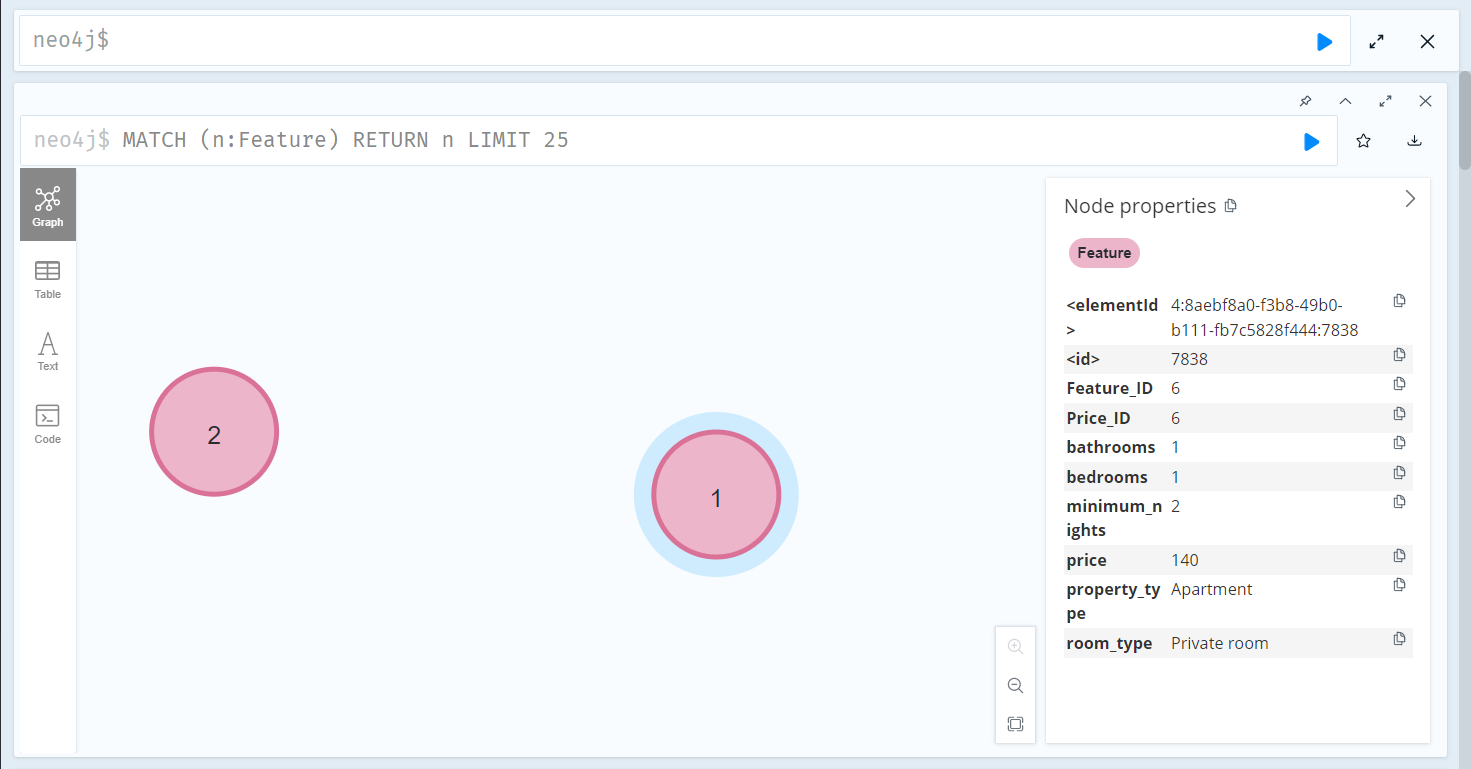 neo4j$
neo4j$ MATCH (n:Feature) RETURN n LIMIT 25
Graph
Table
Text
Code
2
1
Node properties
Feature
<elementId> 4:8aebf8a0-f3b8-49b0-b111-fb7c5828f444:7838
<id> 7838
Feature_ID 6
Price_ID 6
bathrooms 1
bedrooms 1
minimum_nights 2
price 140
property_type Apartment
room_type Private room